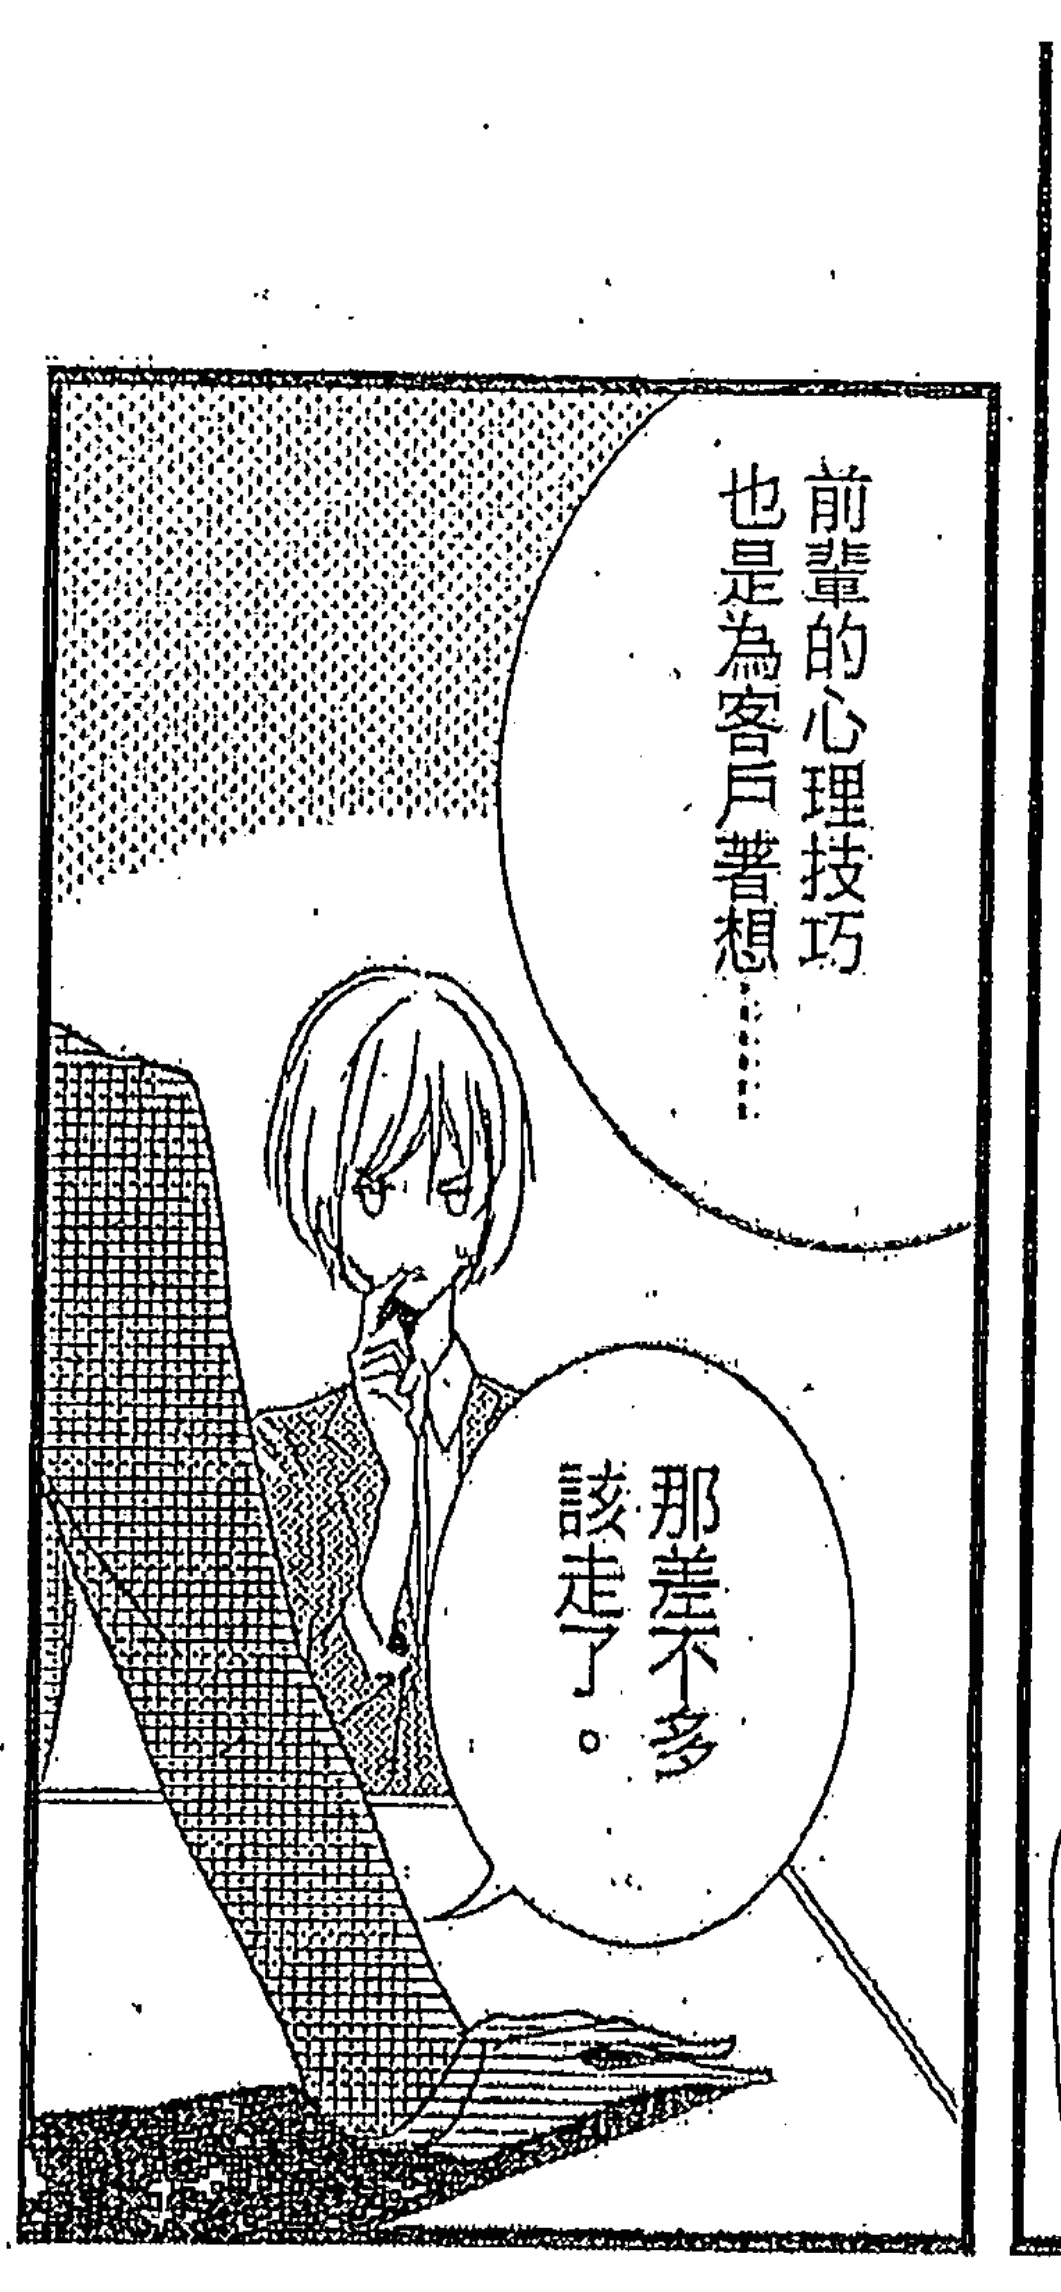 前輩的心理技巧
也是為客戶著想……
那差不多
該走了。